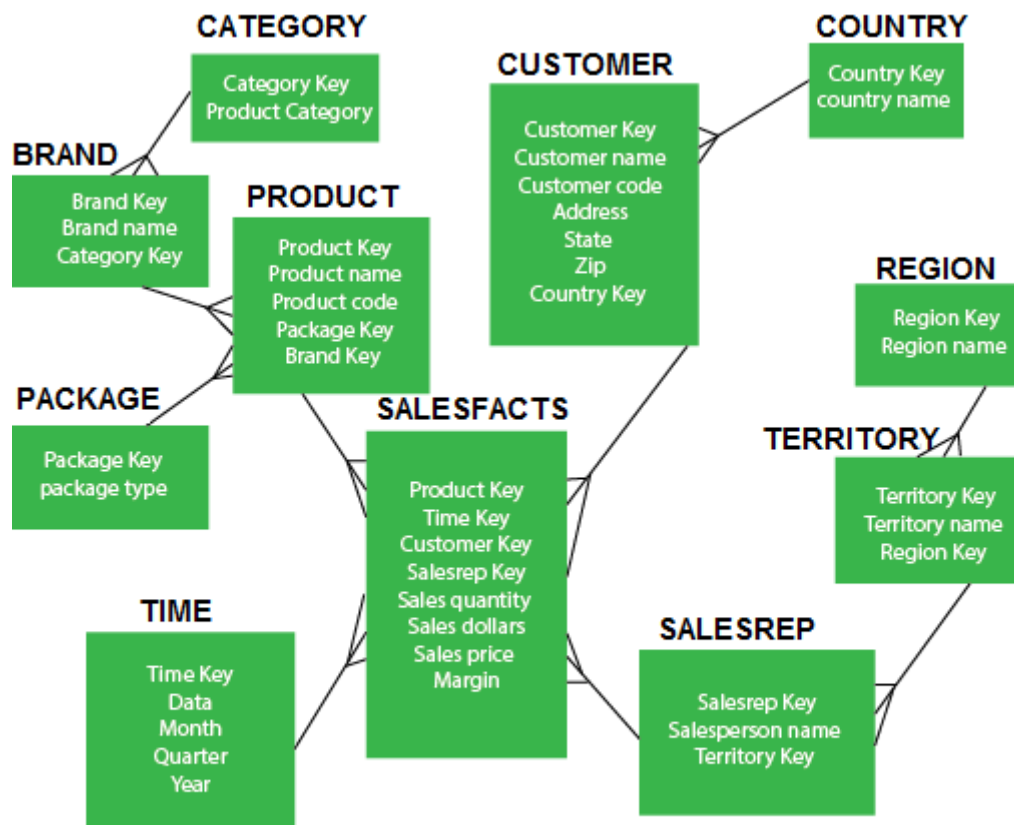 CATEGORY
Category Key
Product Category
BRAND
Brand Key
Brand name
Category Key
PRODUCT
Product Key
Product name
Product code
Package Key
Brand Key
PACKAGE
Package Key
package type
TIME
Time Key
Data
Month
Quarter
Year
SALESFACTS
Product Key
Time Key
Customer Key
Salesrep Key
Sales quantity
Sales dollars
Sales price
Margin
CUSTOMER
Customer Key
Customer name
Customer code
Address
State
Zip
Country Key
COUNTRY
Country Key
country name
REGION
Region Key
Region name
TERRITORY
Territory Key
Territory name
Region Key
SALESREP
Salesrep Key
Salesperson name
Territory Key